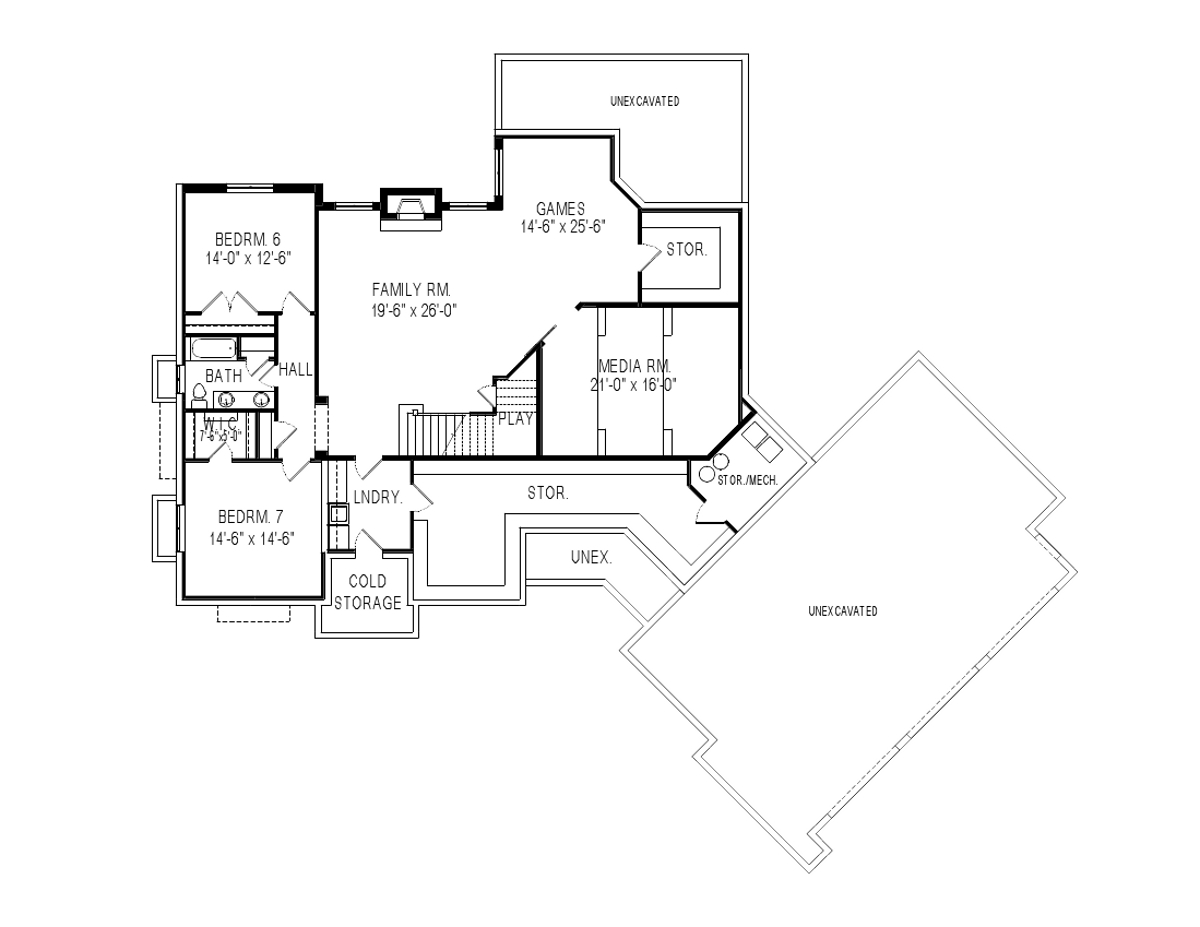 UNEXCAVATED
GAMES
14'-6" x 25'-6"
BEDRM. 6
14'-0" x 12'-6"
STOR.
FAMILY RM.
19'-6" x 26'-0"
HALL
MEDIA RM.
21'-0" x 16'-0"
BATH
PLAY
W.I.C.
7'-6"x5'-0"
STOR./MECH.
LNDRY.
STOR.
BEDRM. 7
14'-6" x 14'-6"
UNEX.
COLD
STORAGE
UNEXCAVATED